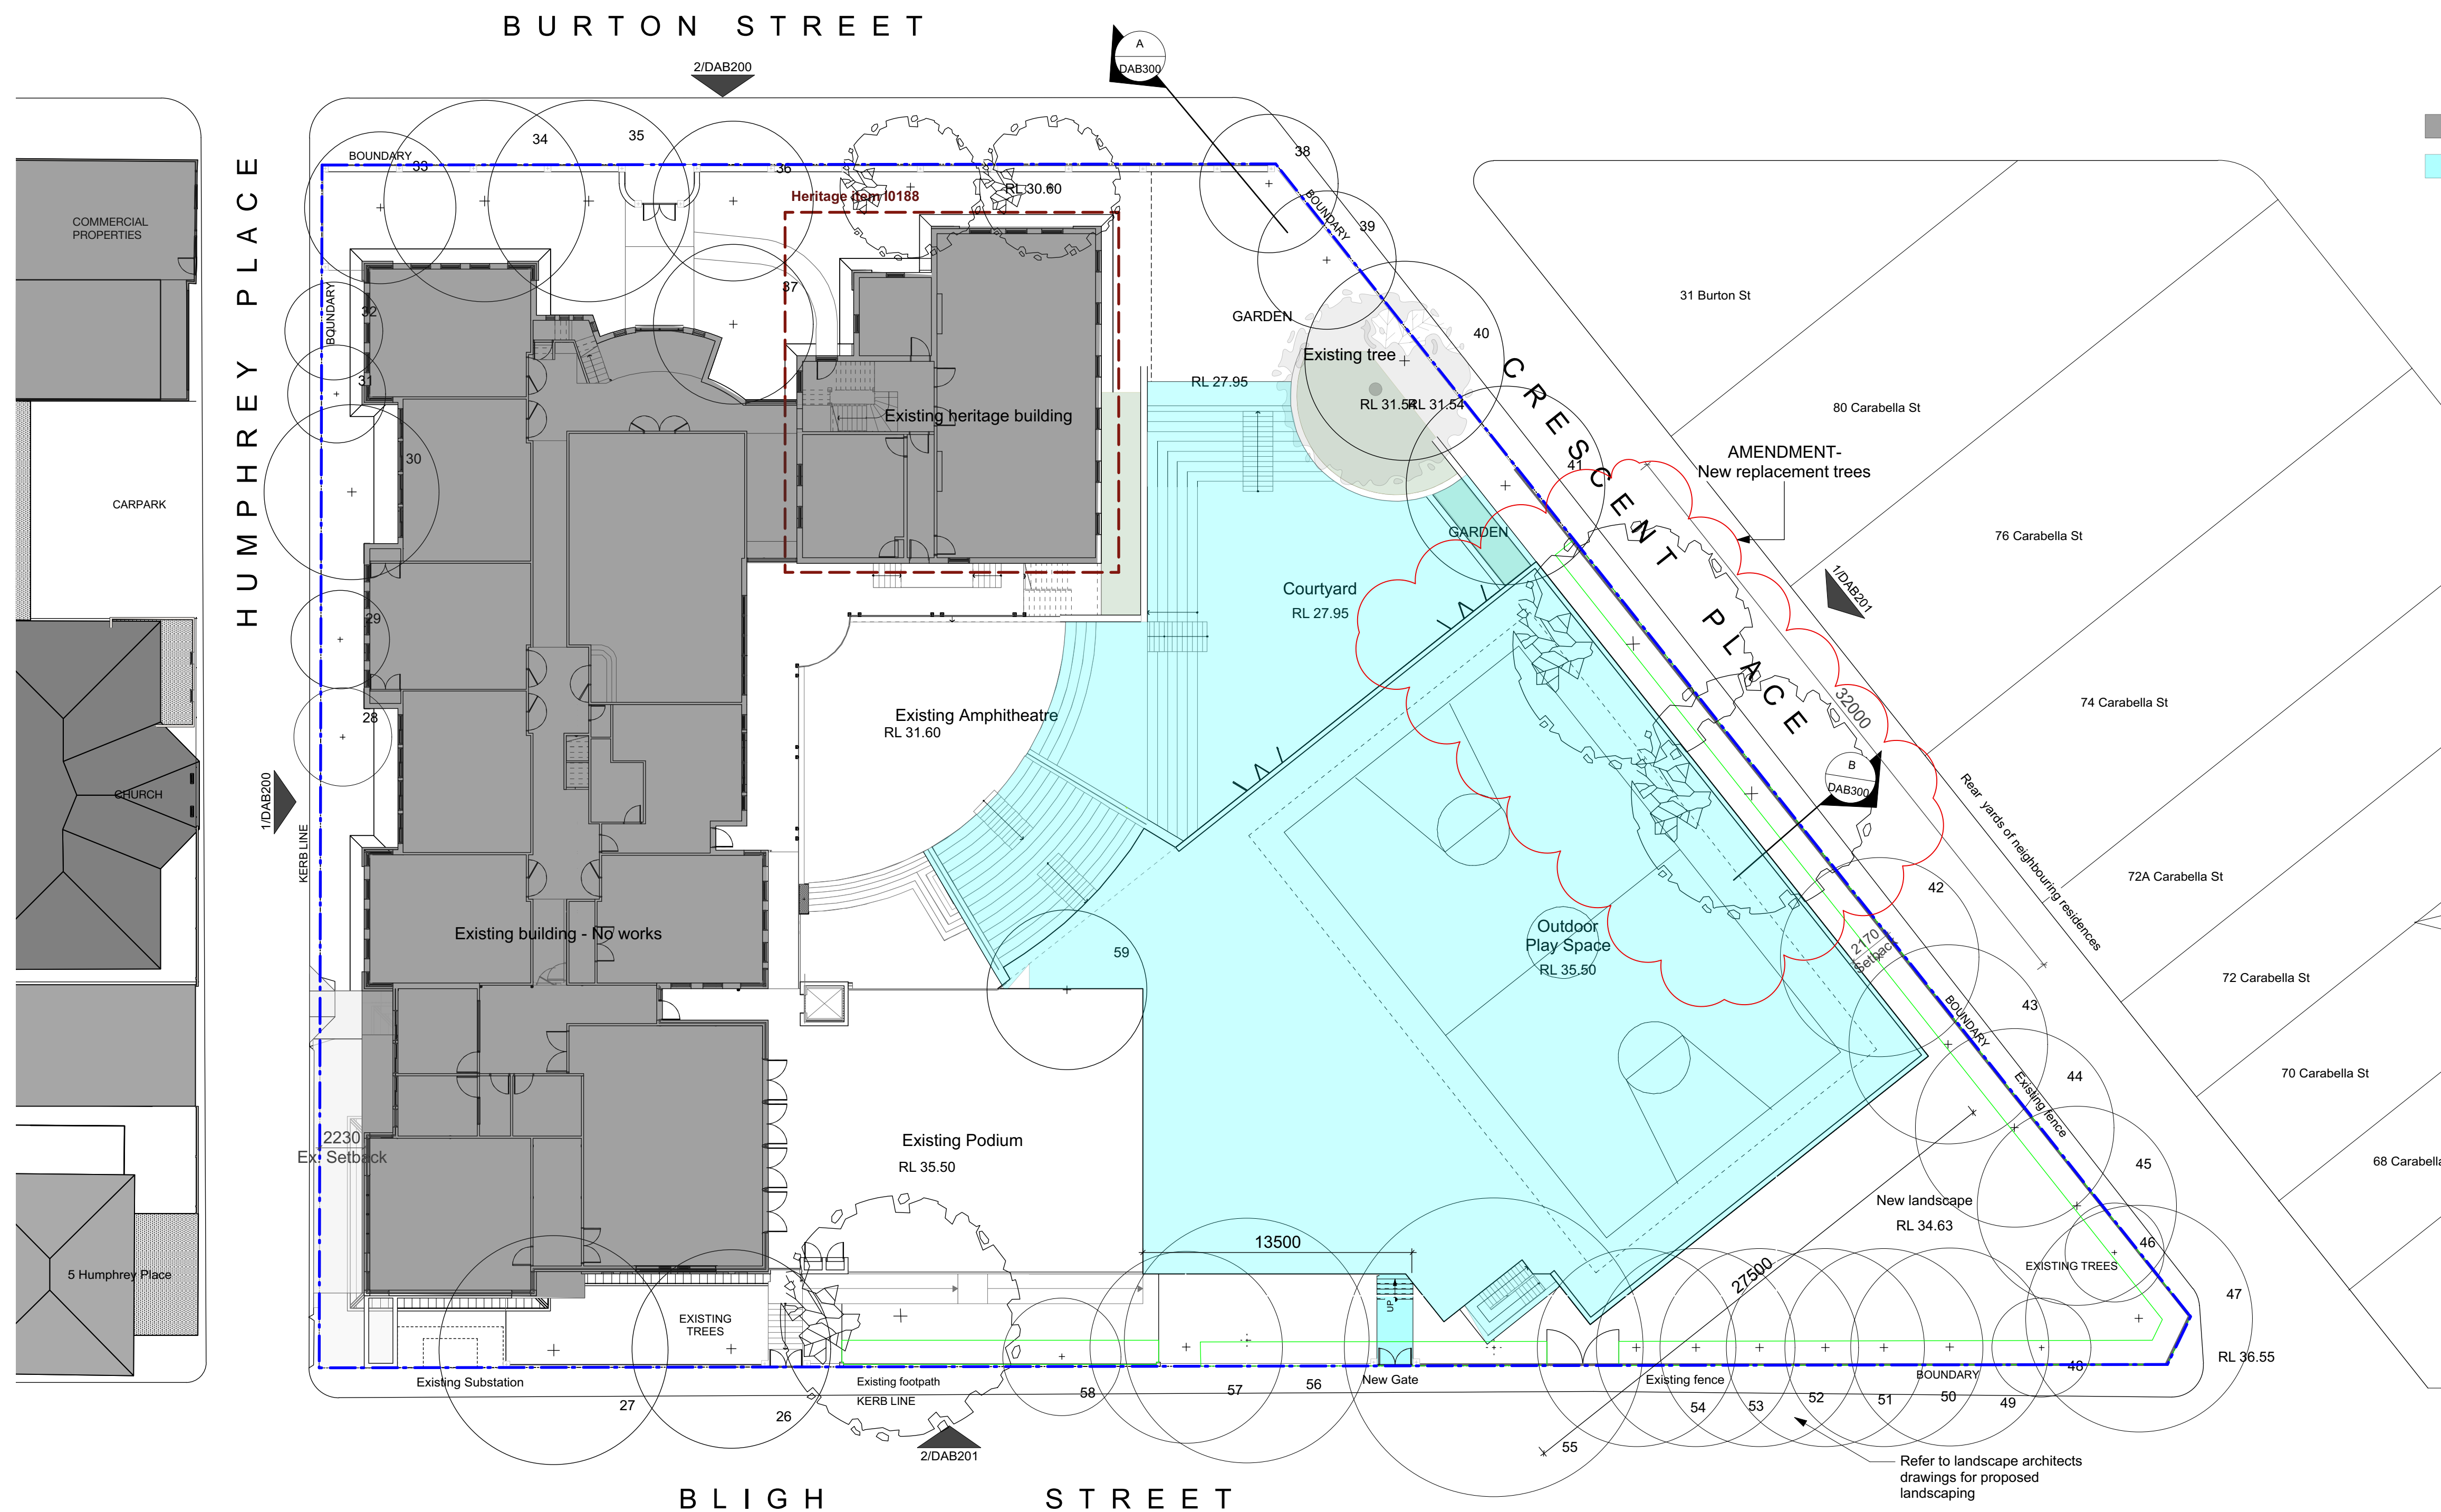 BURTON STREET
2/DAB200
A
DAB300
HUMPHREY PLACE
BOUNDARY
33
34
35
36
38
Heritage item I0188
RL 30.60
BOUNDARY
39
COMMERCIAL
PROPERTIES
37
32
BOUNDARY
31
GARDEN
40
31 Burton St
Existing tree
RL 27.95
RL 31.54
RL 31.54
CRESCENT PLACE
80 Carabella St
Existing heritage building
30
41
AMENDMENT-
New replacement trees
CARPARK
GARDEN
76 Carabella St
Courtyard
RL 27.95
1/DAB201
29
74 Carabella St
32000
28
Existing Amphitheatre
RL 31.60
B
DAB300
CHURCH
1/DAB200
KERB LINE
Rear yards of neighbouring residences
72A Carabella St
42
Existing building - No works
59
Outdoor
Play Space
RL 35.50
2170
Setback
72 Carabella St
43
BOUNDARY
44
70 Carabella St
Existing fence
2230
Ex. Setback
Existing Podium
RL 35.50
45
68 Carabella
New landscape
RL 34.63
46
13500
27500
EXISTING TREES
5 Humphrey Place
47
UP
EXISTING
TREES
RL 36.55
48
Existing Substation
Existing footpath
KERB LINE
58
57
56
New Gate
Existing fence
BOUNDARY
27
26
54
53
52
51
50
49
55
2/DAB201
Refer to landscape architects
drawings for proposed
landscaping
BLIGH STREET